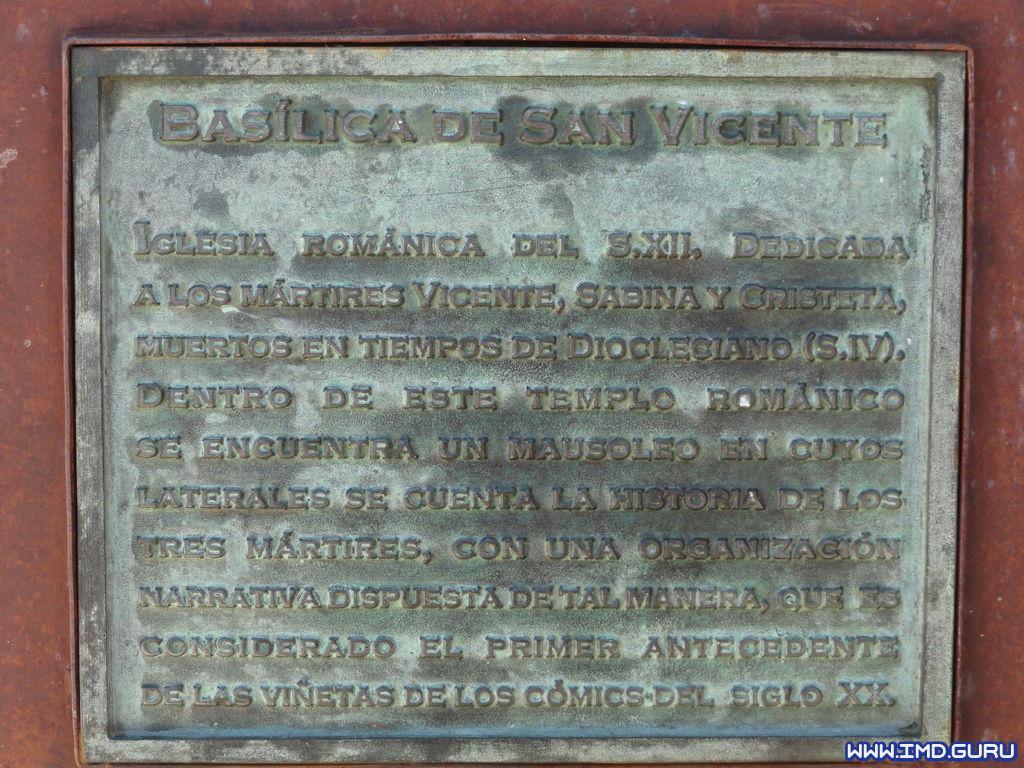 BASÍLICA DE SAN VICENTE
IGLESIA ROMÁNICA DEL S.XII. DEDICADA
A LOS MÁRTIRES VICENTE, SABINA Y CRISTETA,
MUERTOS EN TIEMPOS DE DIOCLESIANO (S.IV).
DENTRO DE ESTE TEMPLO ROMÁNICO
SE ENCUENTRA UN MAUSOLEO EN CUYOS
LATERALES SE CUENTA LA HISTORIA DE LOS
TRES MÁRTIRES, CON UNA ORGANIZACIÓN
NARRATIVA DISPUESTA DE TAL MANERA, QUE ES
CONSIDERADO EL PRIMER ANTECEDENTE
DE LAS VIÑETAS DE LOS CÓMICS DEL SIGLO XX.
WWW.IMD.GURU